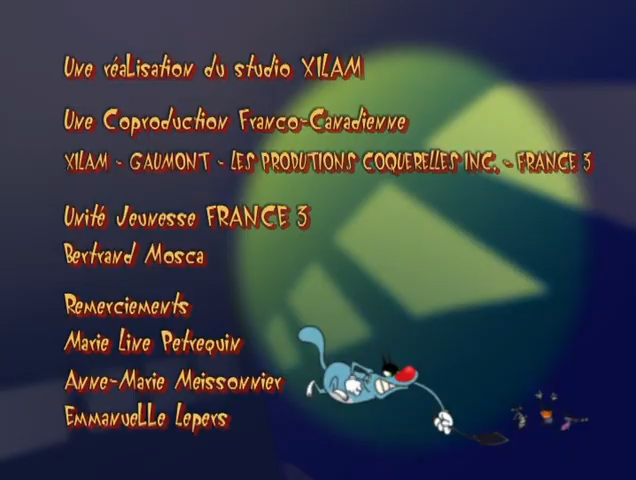 Une réalisation du studio XILAM
Une Coproduction Franco-Canadienne
XILAM - GAUMONT - LES PRODUTIONS COQUERELLES INC. - FRANCE 3
Unité Jeunesse FRANCE 3
Bertrand Mosca
Remerciements
Marie Line Petrequin
Anne-Marie Meissonnier
Emmanuelle Lepers